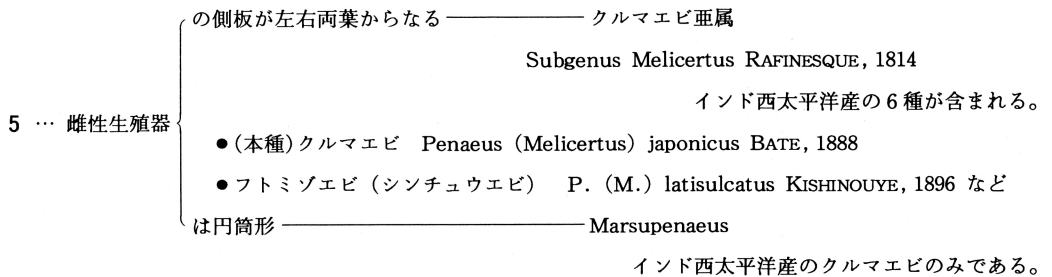 の側板が左右両葉からなる――――― クルマエビ亜属
Subgenus Melicertus RAFINESQUE, 1814
インド西太平洋産の6種が含まれる。
5 … 雌性生殖器
●(本種)クルマエビ Penaeus (Melicertus) japonicus BATE, 1888
●フトミゾエビ(シンチュウエビ) P. (M.) latisulcatus KISHINOUYE, 1896 など
は円筒形 ――――――――― Marsupenaeus
インド西太平洋産のクルマエビのみである。